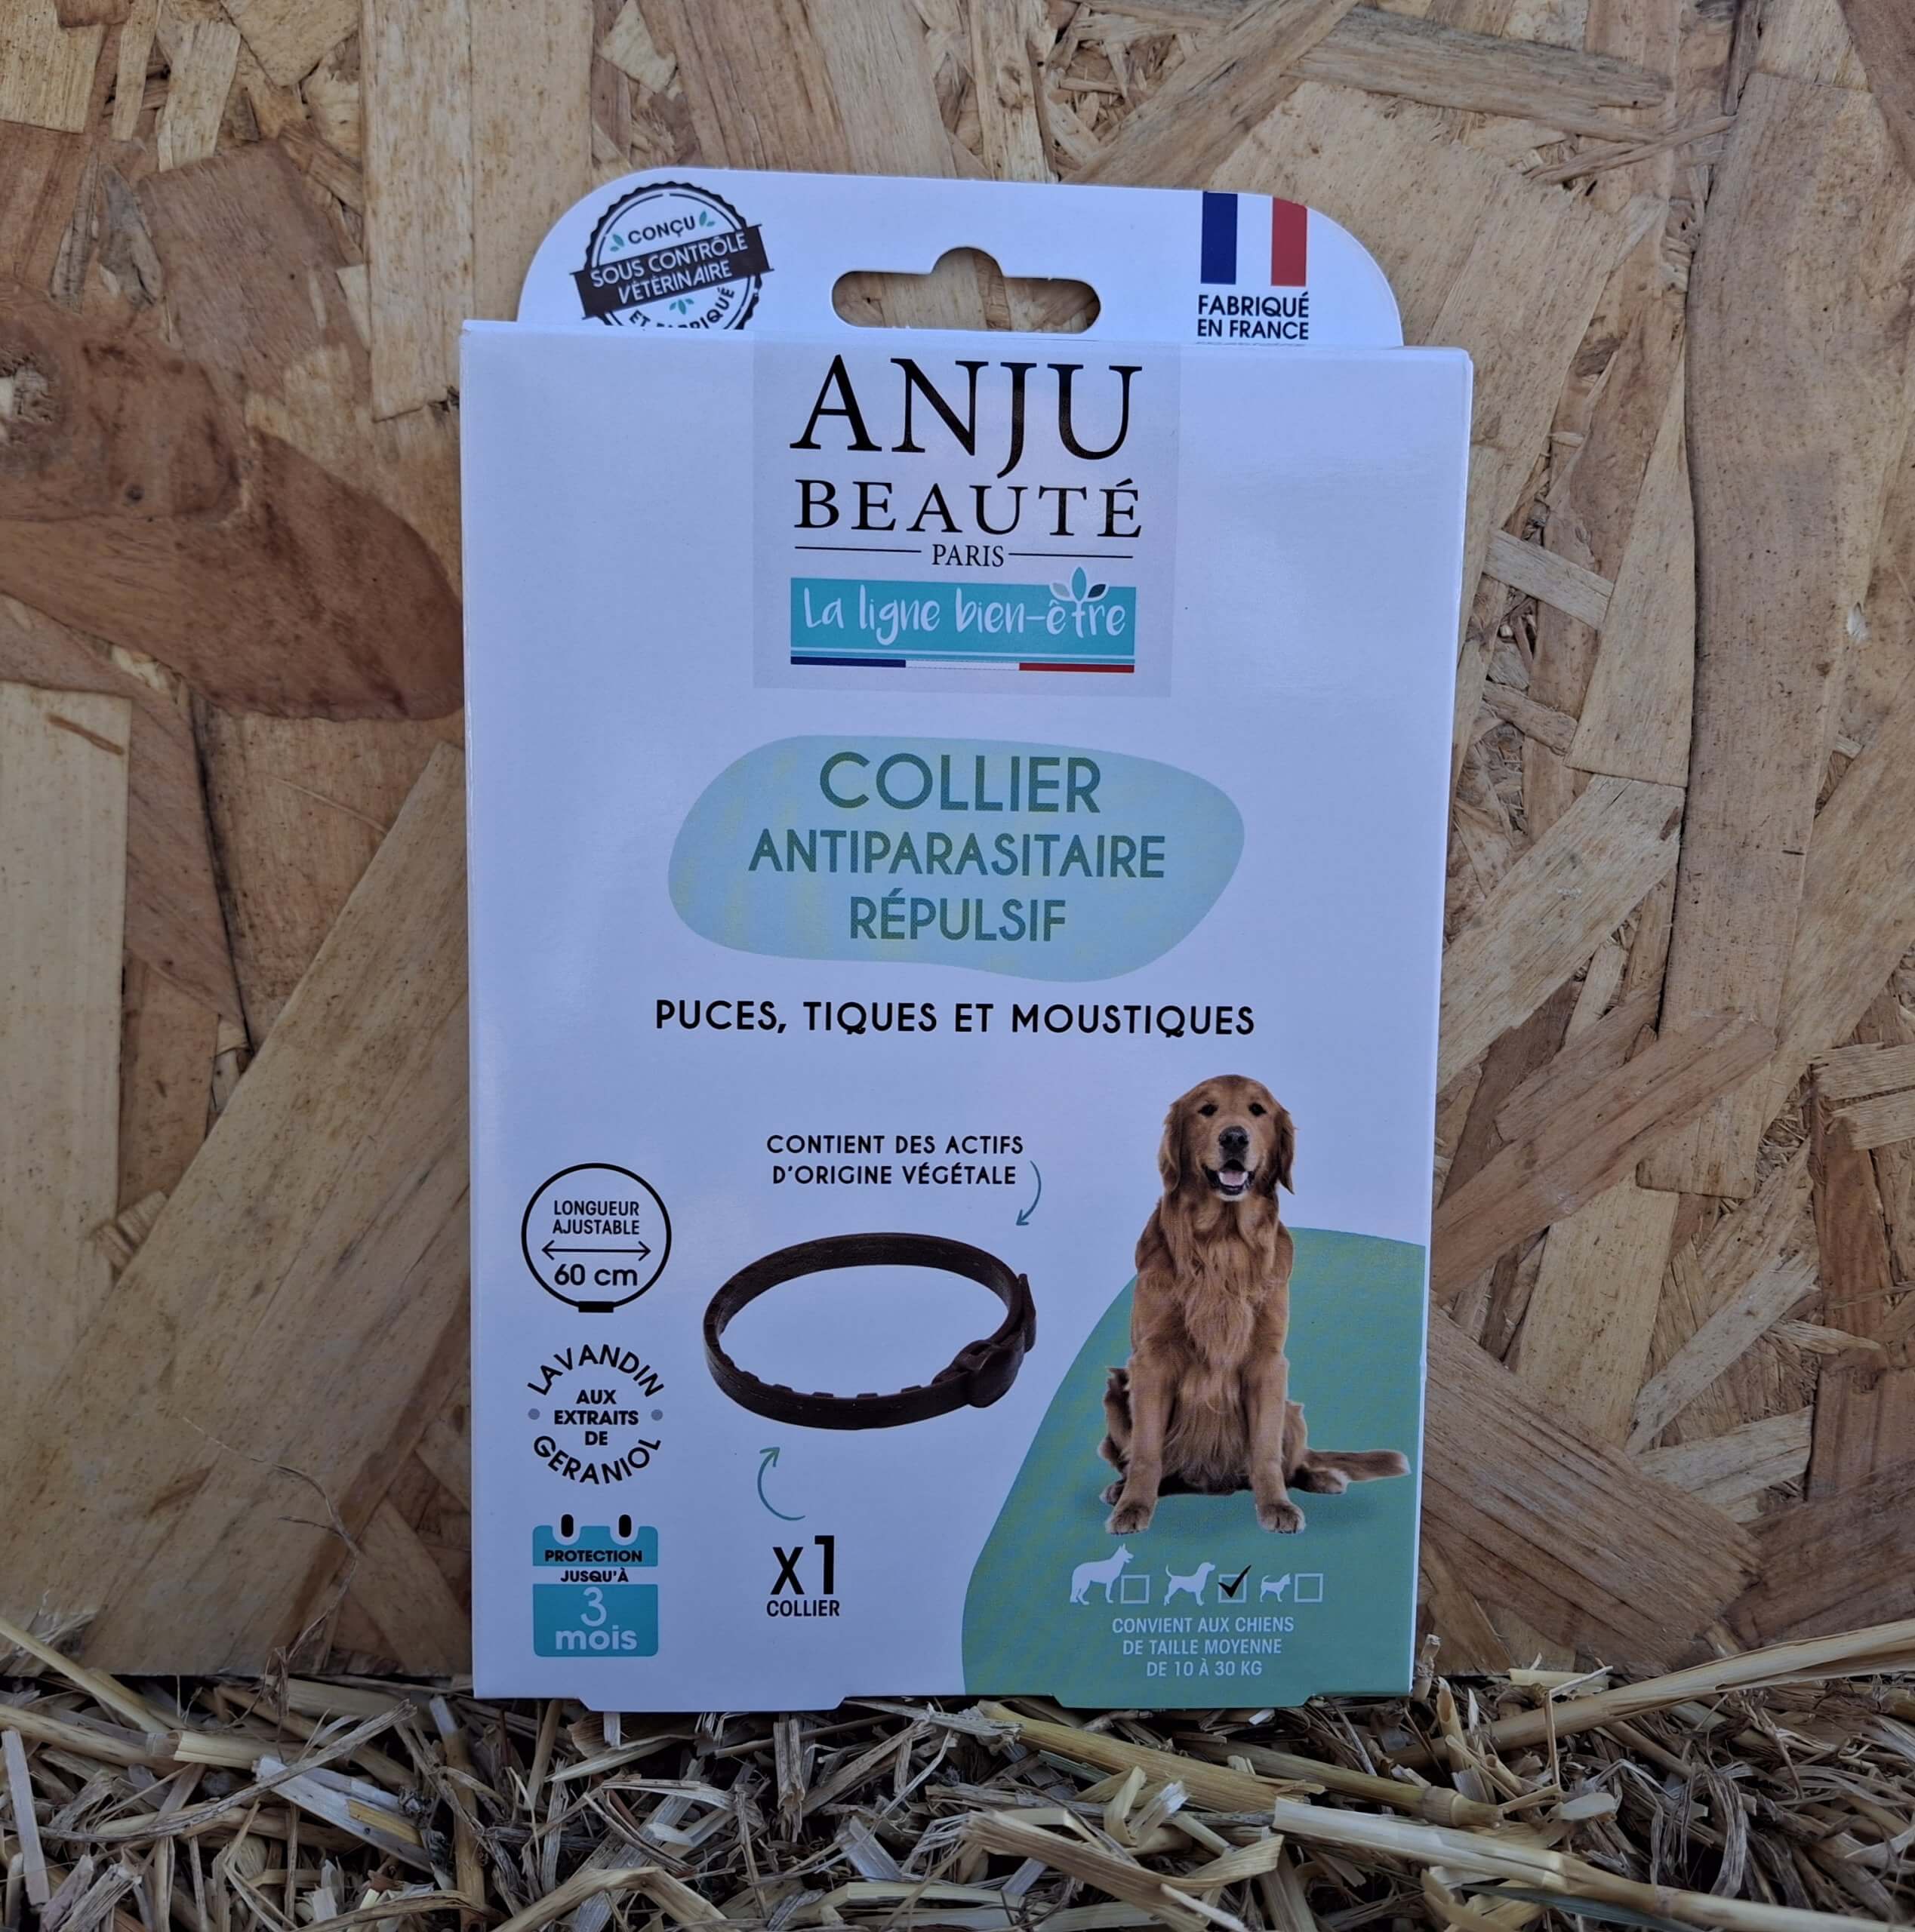 CONÇU
SOUS CONTRÔLE
VÉTÉRINAIRE
ET
FABRIQUÉ
EN FRANCE
ANJU
BEAUTÉ
PARIS
La ligne bien-être
COLLIER
ANTIPARASITAIRE
RÉPULSIF
PUCES, TIQUES ET MOUSTIQUES
CONTIENT DES ACTIFS
D'ORIGINE VÉGÉTALE
LONGUEUR
AJUSTABLE
60 cm
LAVANDIN
AUX
EXTRAITS
DE
GERANIOL
PROTECTION
JUSQU'À
3
mois
X1
COLLIER
CONVIENT AUX CHIENS
DE TAILLE MOYENNE
DE 10 À 30 KG